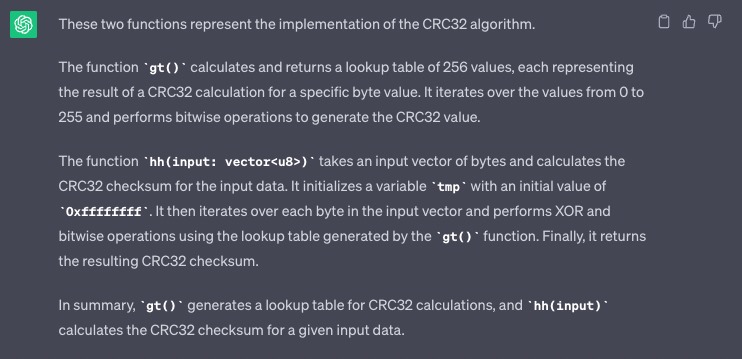 These two functions represent the implementation of the CRC32 algorithm.
The function `gt()` calculates and returns a lookup table of 256 values, each representing
the result of a CRC32 calculation for a specific byte value. It iterates over the values from 0 to
255 and performs bitwise operations to generate the CRC32 value.
The function `hh(input: vector<u8>)` takes an input vector of bytes and calculates the
CRC32 checksum for the input data. It initializes a variable `tmp` with an initial value of
`0xffffffff`. It then iterates over each byte in the input vector and performs XOR and
bitwise operations using the lookup table generated by the `gt()` function. Finally, it returns
the resulting CRC32 checksum.
In summary, `gt()` generates a lookup table for CRC32 calculations, and `hh(input)`
calculates the CRC32 checksum for a given input data.